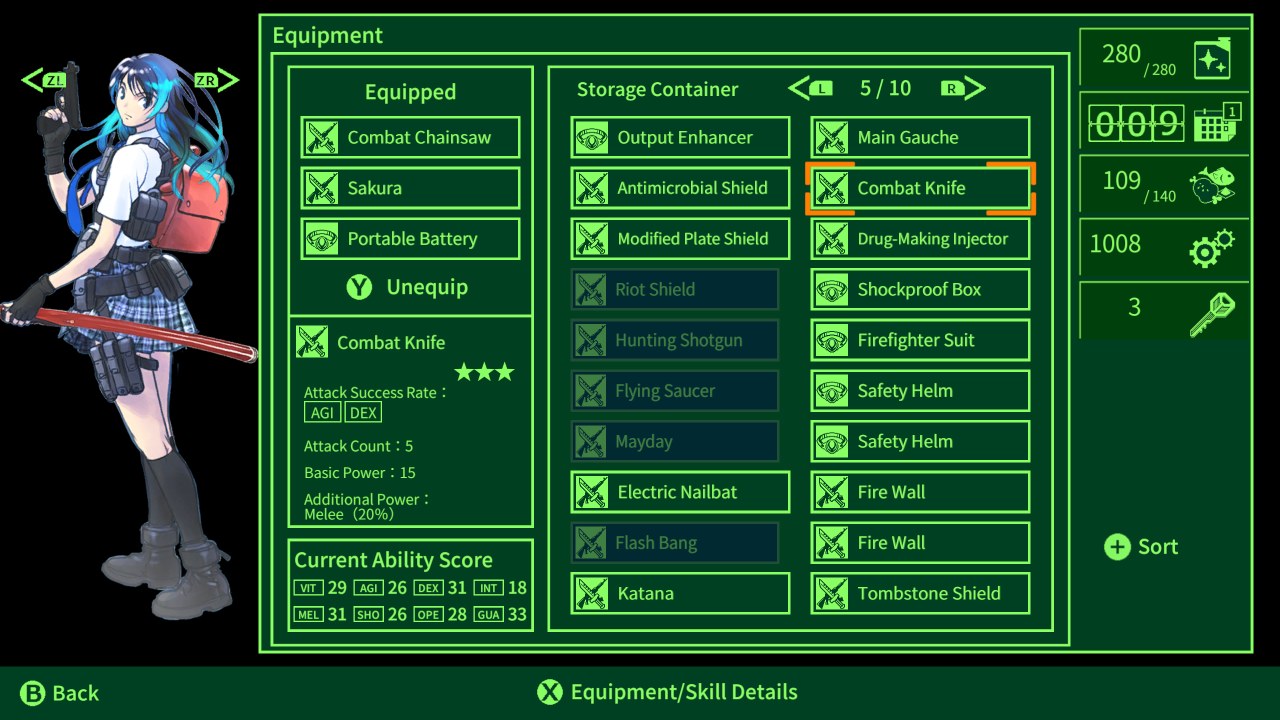 Equipment
ZL
ZR
Equipped
Combat Chainsaw
Sakura
Portable Battery
Y Unequip
Combat Knife
★★★
Attack Success Rate：
AGI DEX
Attack Count：5
Basic Power：15
Additional Power：
Melee（20%）
Current Ability Score
VIT 29 AGI 26 DEX 31 INT 18
MEL 31 SHO 26 OPE 28 GUA 33
Storage Container
L 5 / 10 R
Output Enhancer
Main Gauche
Antimicrobial Shield
Combat Knife
Modified Plate Shield
Drug-Making Injector
Riot Shield
Shockproof Box
Hunting Shotgun
Firefighter Suit
Flying Saucer
Safety Helm
Mayday
Safety Helm
Electric Nailbat
Fire Wall
Flash Bang
Fire Wall
Katana
Tombstone Shield
280 / 280
009 1
109 / 140
1008
3
+ Sort
B Back
X Equipment/Skill Details